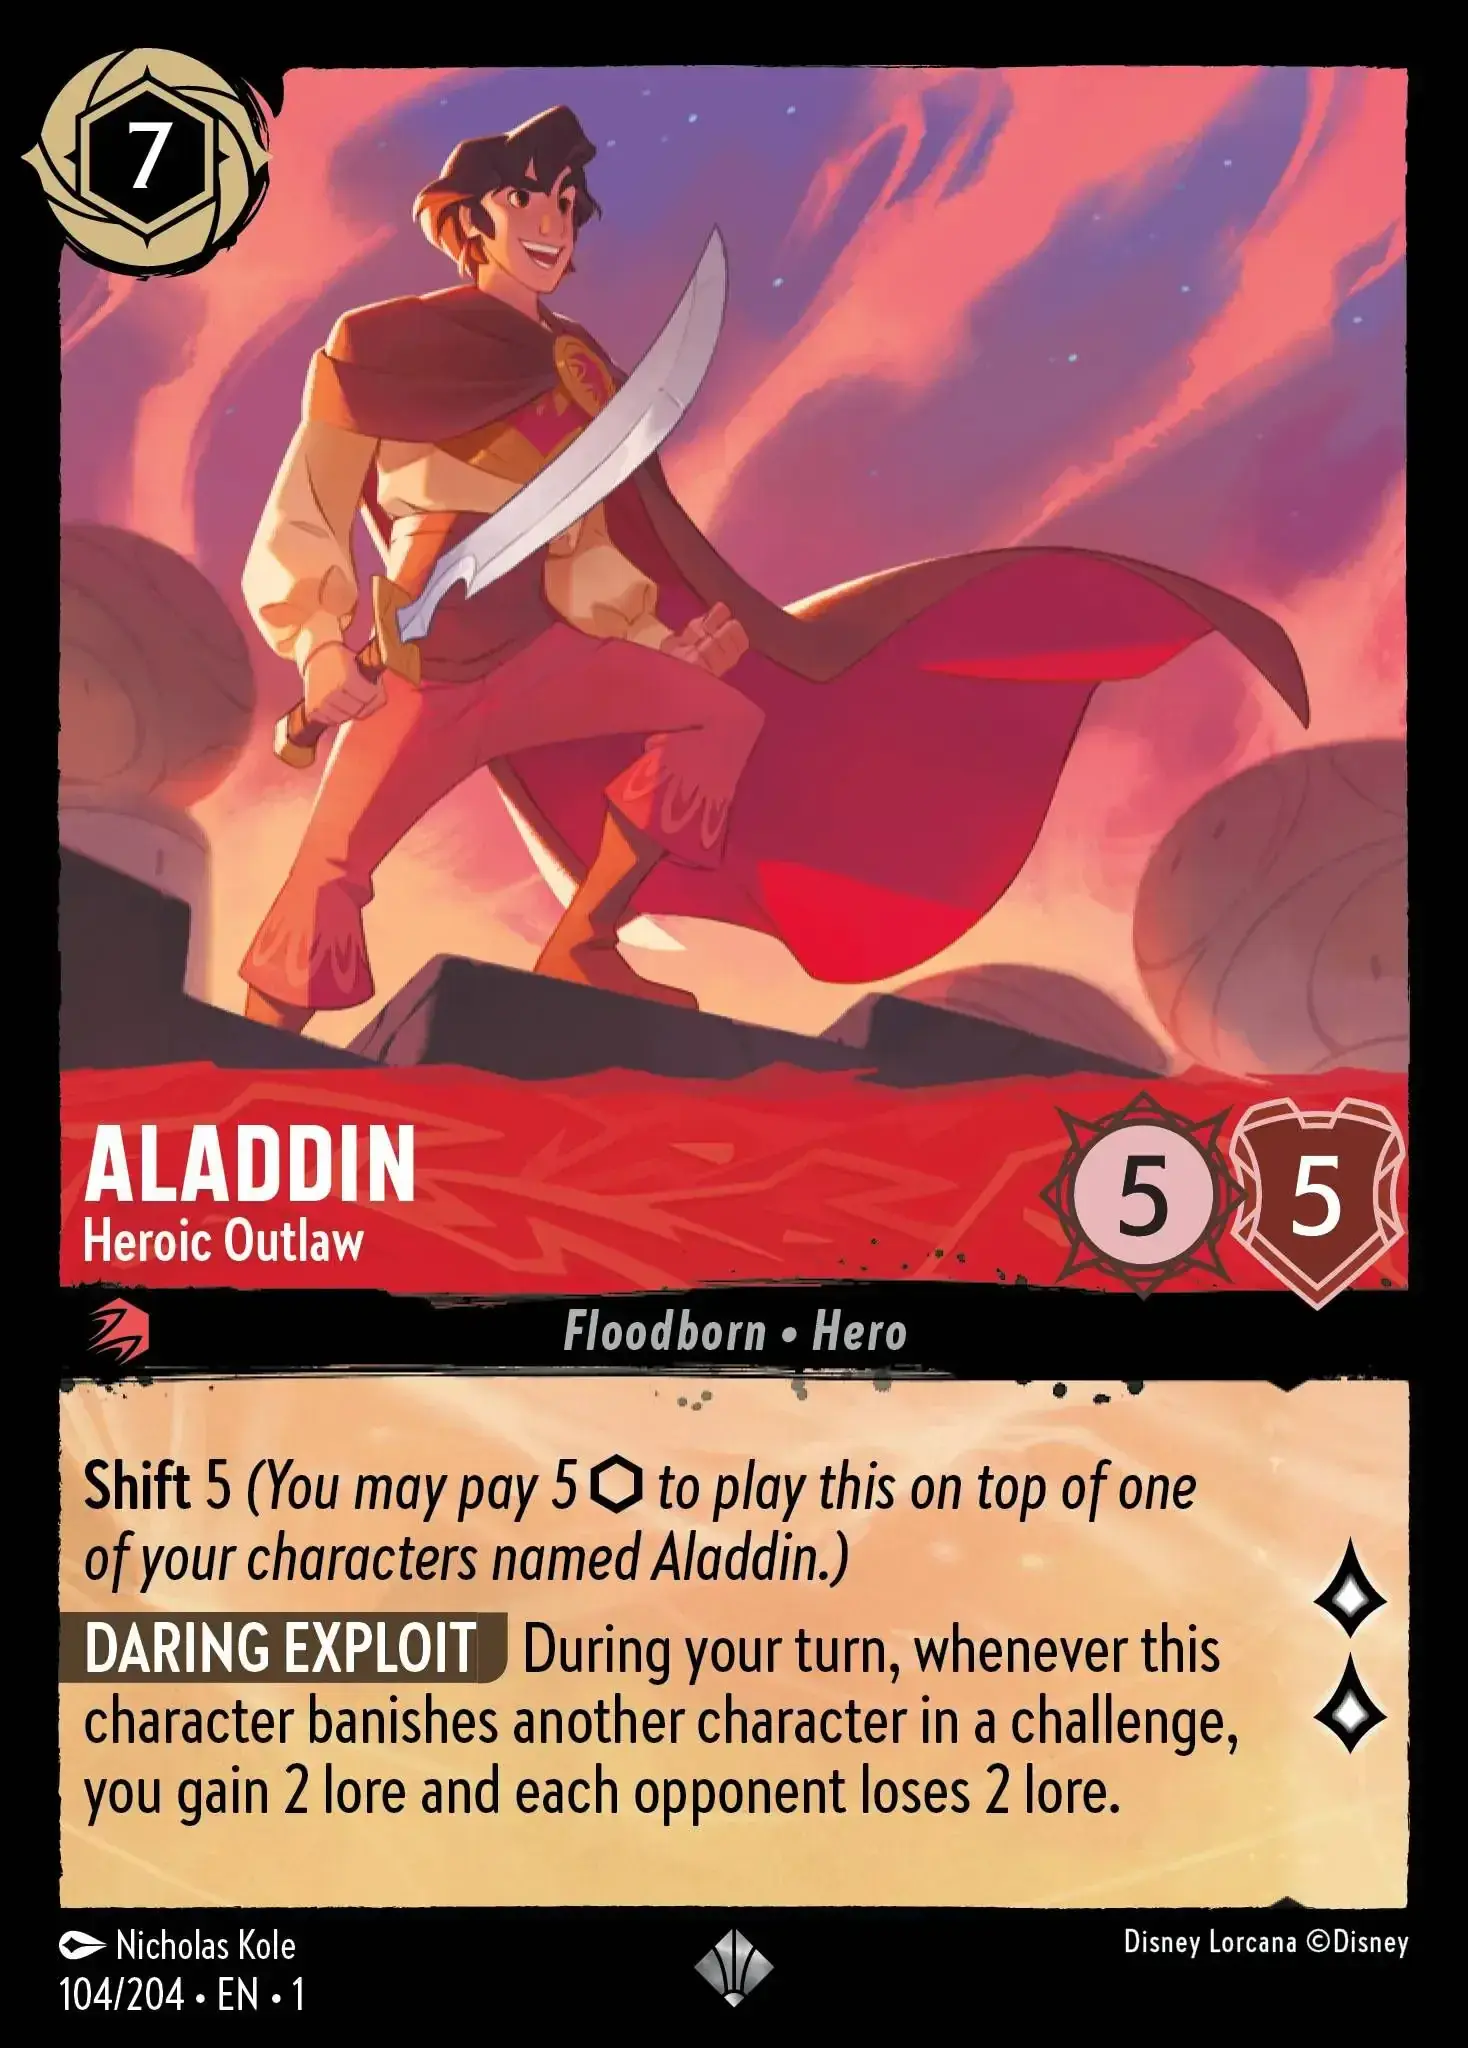 7
ALADDIN
Heroic Outlaw
5
5
Floodborn • Hero
Shift 5 (You may pay 5 ⬡ to play this on top of one
of your characters named Aladdin.)
DARING EXPLOIT During your turn, whenever this
character banishes another character in a challenge,
you gain 2 lore and each opponent loses 2 lore.
Nicholas Kole
Disney Lorcana ©Disney
104/204 • EN • 1